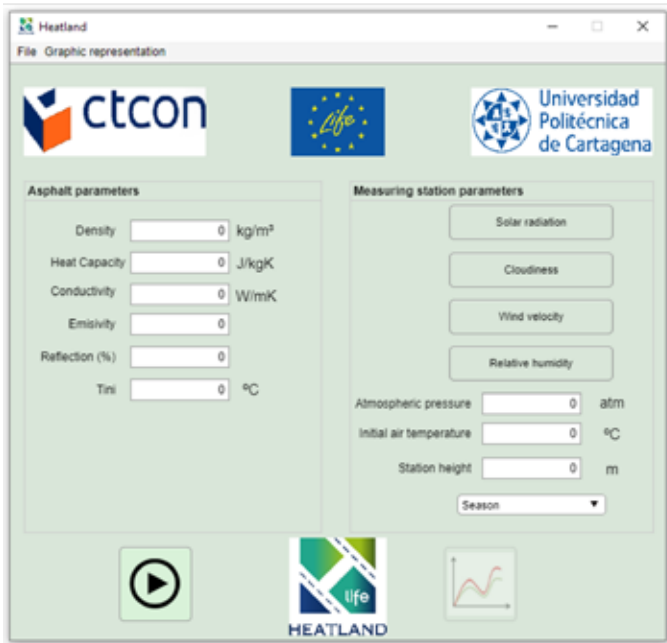 Heatland
File Graphic representation
ctcon
Life
Universidad
Politécnica
de Cartagena
Asphalt parameters
Density 0 kg/m³
Heat Capacity 0 J/kgK
Conductivity 0 W/mK
Emisivity 0
Reflection (%) 0
Tini 0 ºC
Measuring station parameters
Solar radiation
Cloudiness
Wind velocity
Relative humidity
Atmospheric pressure 0 atm
Initial air temperature 0 ºC
Station height 0 m
Season
life
HEATLAND